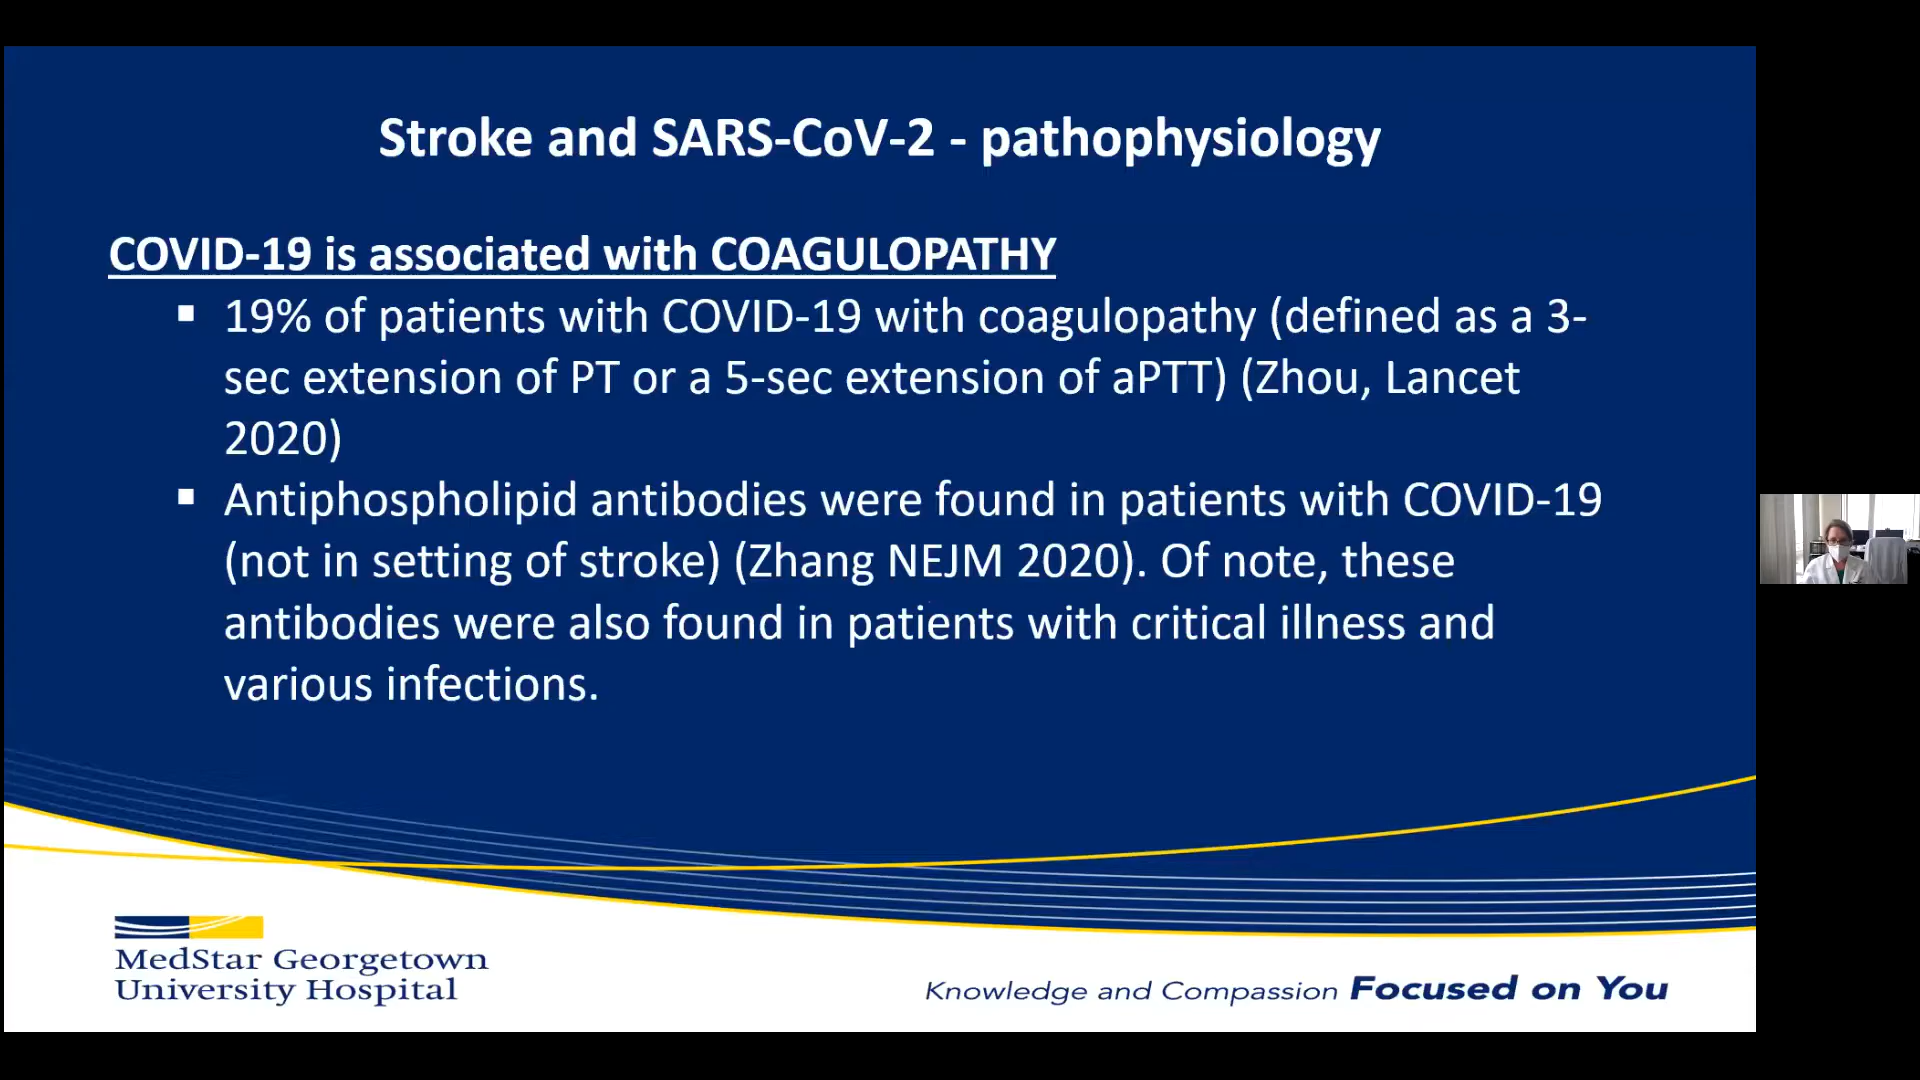 Stroke and SARS-CoV-2 - pathophysiology
COVID-19 is associated with COAGULOPATHY
▪ 19% of patients with COVID-19 with coagulopathy (defined as a 3-
sec extension of PT or a 5-sec extension of aPTT) (Zhou, Lancet
2020)
▪ Antiphospholipid antibodies were found in patients with COVID-19
(not in setting of stroke) (Zhang NEJM 2020). Of note, these
antibodies were also found in patients with critical illness and
various infections.
MedStar Georgetown
University Hospital
Knowledge and Compassion Focused on You